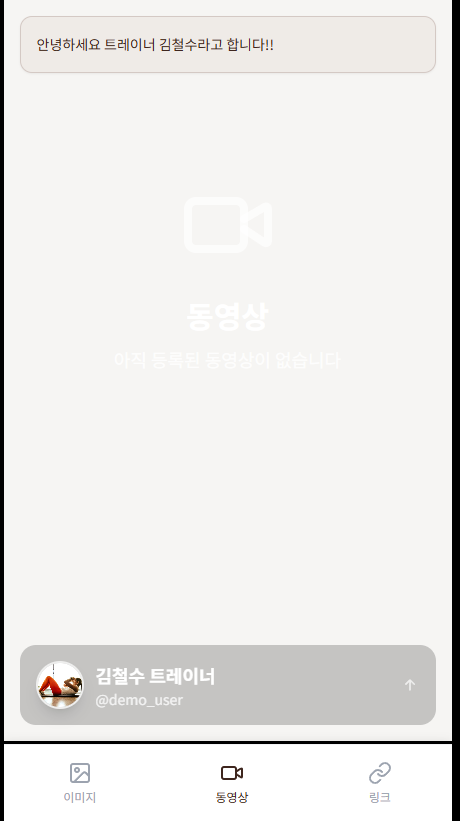 안녕하세요 트레이너 김철수라고 합니다!!
동영상
아직 등록된 동영상이 없습니다
김철수 트레이너
@demo_user
이미지
동영상
링크